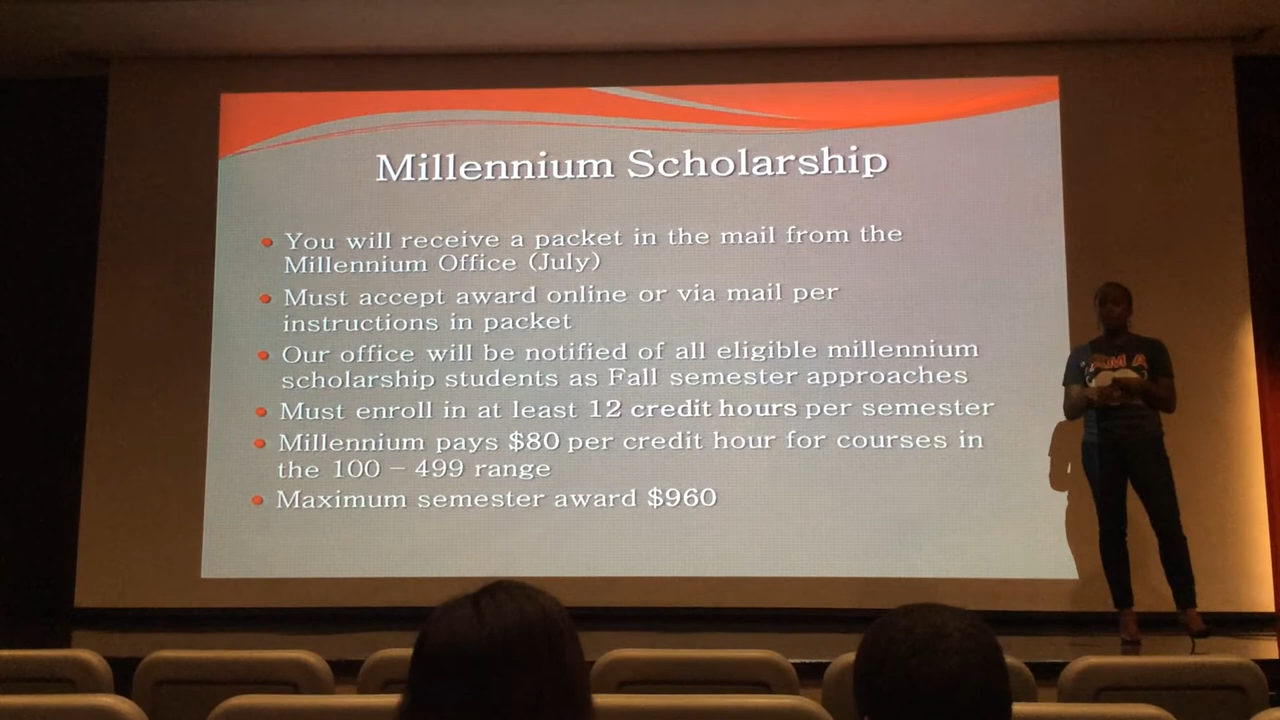 Millennium Scholarship
You will receive a packet in the mail from the
Millennium Office (July)
Must accept award online or via mail per
instructions in packet
Our office will be notified of all eligible millennium
scholarship students as Fall semester approaches
Must enroll in at least 12 credit hours per semester
Millennium pays $80 per credit hour for courses in
the 100 – 499 range
Maximum semester award $960
AM A